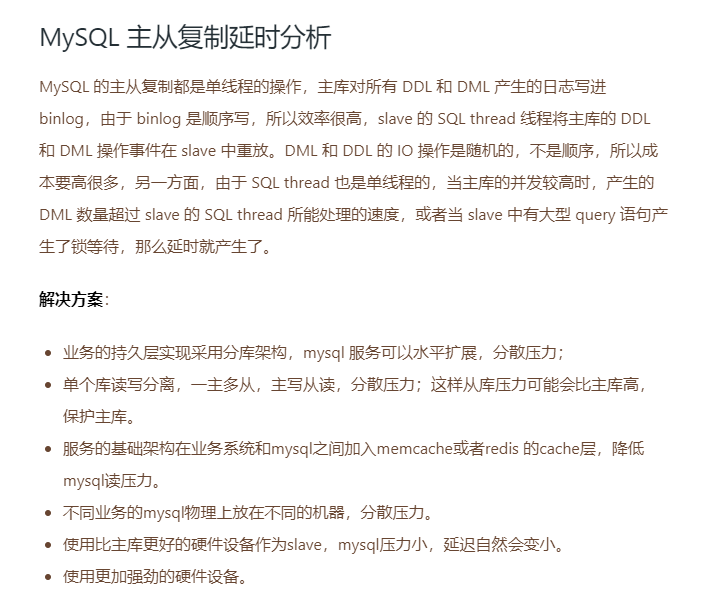 MySQL 主从复制延时分析
MySQL 的主从复制都是单线程的操作，主库对所有 DDL 和 DML 产生的日志写进
binlog，由于 binlog 是顺序写，所以效率很高，slave 的 SQL thread 线程将主库的 DDL
和 DML 操作事件在 slave 中重放。DML 和 DDL 的 IO 操作是随机的，不是顺序，所以成
本要高很多，另一方面，由于 SQL thread 也是单线程的，当主库的并发较高时，产生的
DML 数量超过 slave 的 SQL thread 所能处理的速度，或者当 slave 中有大型 query 语句产
生了锁等待，那么延时就产生了。
解决方案：
• 业务的持久层实现采用分库架构，mysql 服务可以水平扩展，分散压力；
• 单个库读写分离，一主多从，主写从读，分散压力；这样从库压力可能会比主库高，
保护主库。
• 服务的基础架构在业务系统和mysql之间加入memcache或者redis 的cache层，降低
mysql读压力。
• 不同业务的mysql物理上放在不同的机器，分散压力。
• 使用比主库更好的硬件设备作为slave，mysql压力小，延迟自然会变小。
• 使用更加强劲的硬件设备。